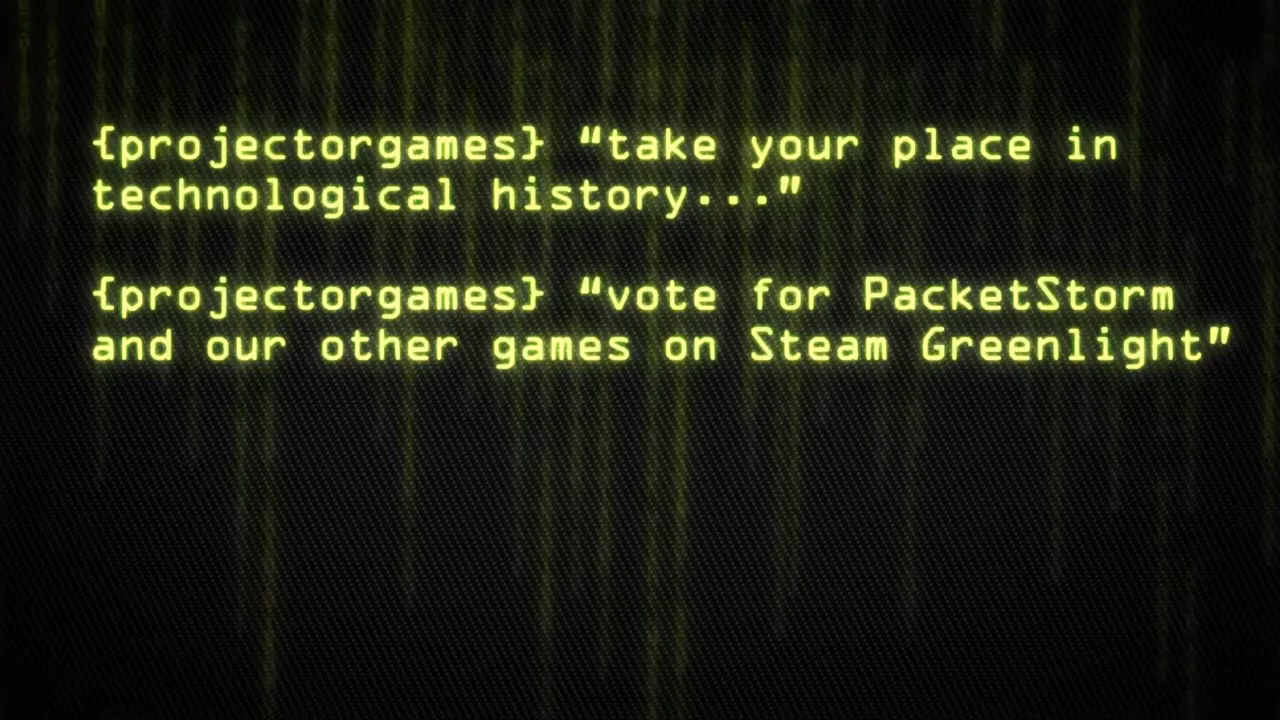 {projectorgames} “take your place in
technological history...”
{projectorgames} “vote for PacketStorm
and our other games on Steam Greenlight”